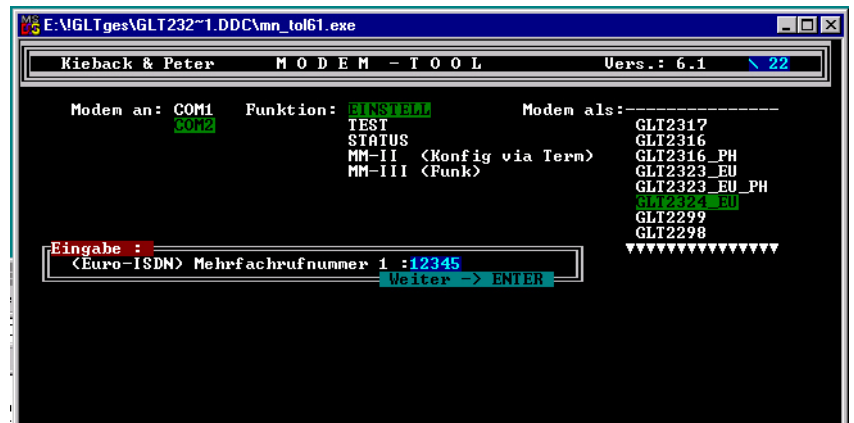 E:\!GLTges\GLT232~1.DDC\mn_tol61.exe
Kieback & Peter M O D E M - T O O L Vers.: 6.1 \ 22
Modem an: COM1 Funktion: EINSTELL Modem als:---------------
COM2 TEST GLT2317
STATUS GLT2316
MM-II (Konfig via Term) GLT2316_PH
MM-III (Funk) GLT2323_EU
GLT2323_EU_PH
GLT2324_EU
GLT2299
GLT2298
Eingabe :
(Euro-ISDN) Mehrfachrufnummer 1 :12345
Weiter -> ENTER